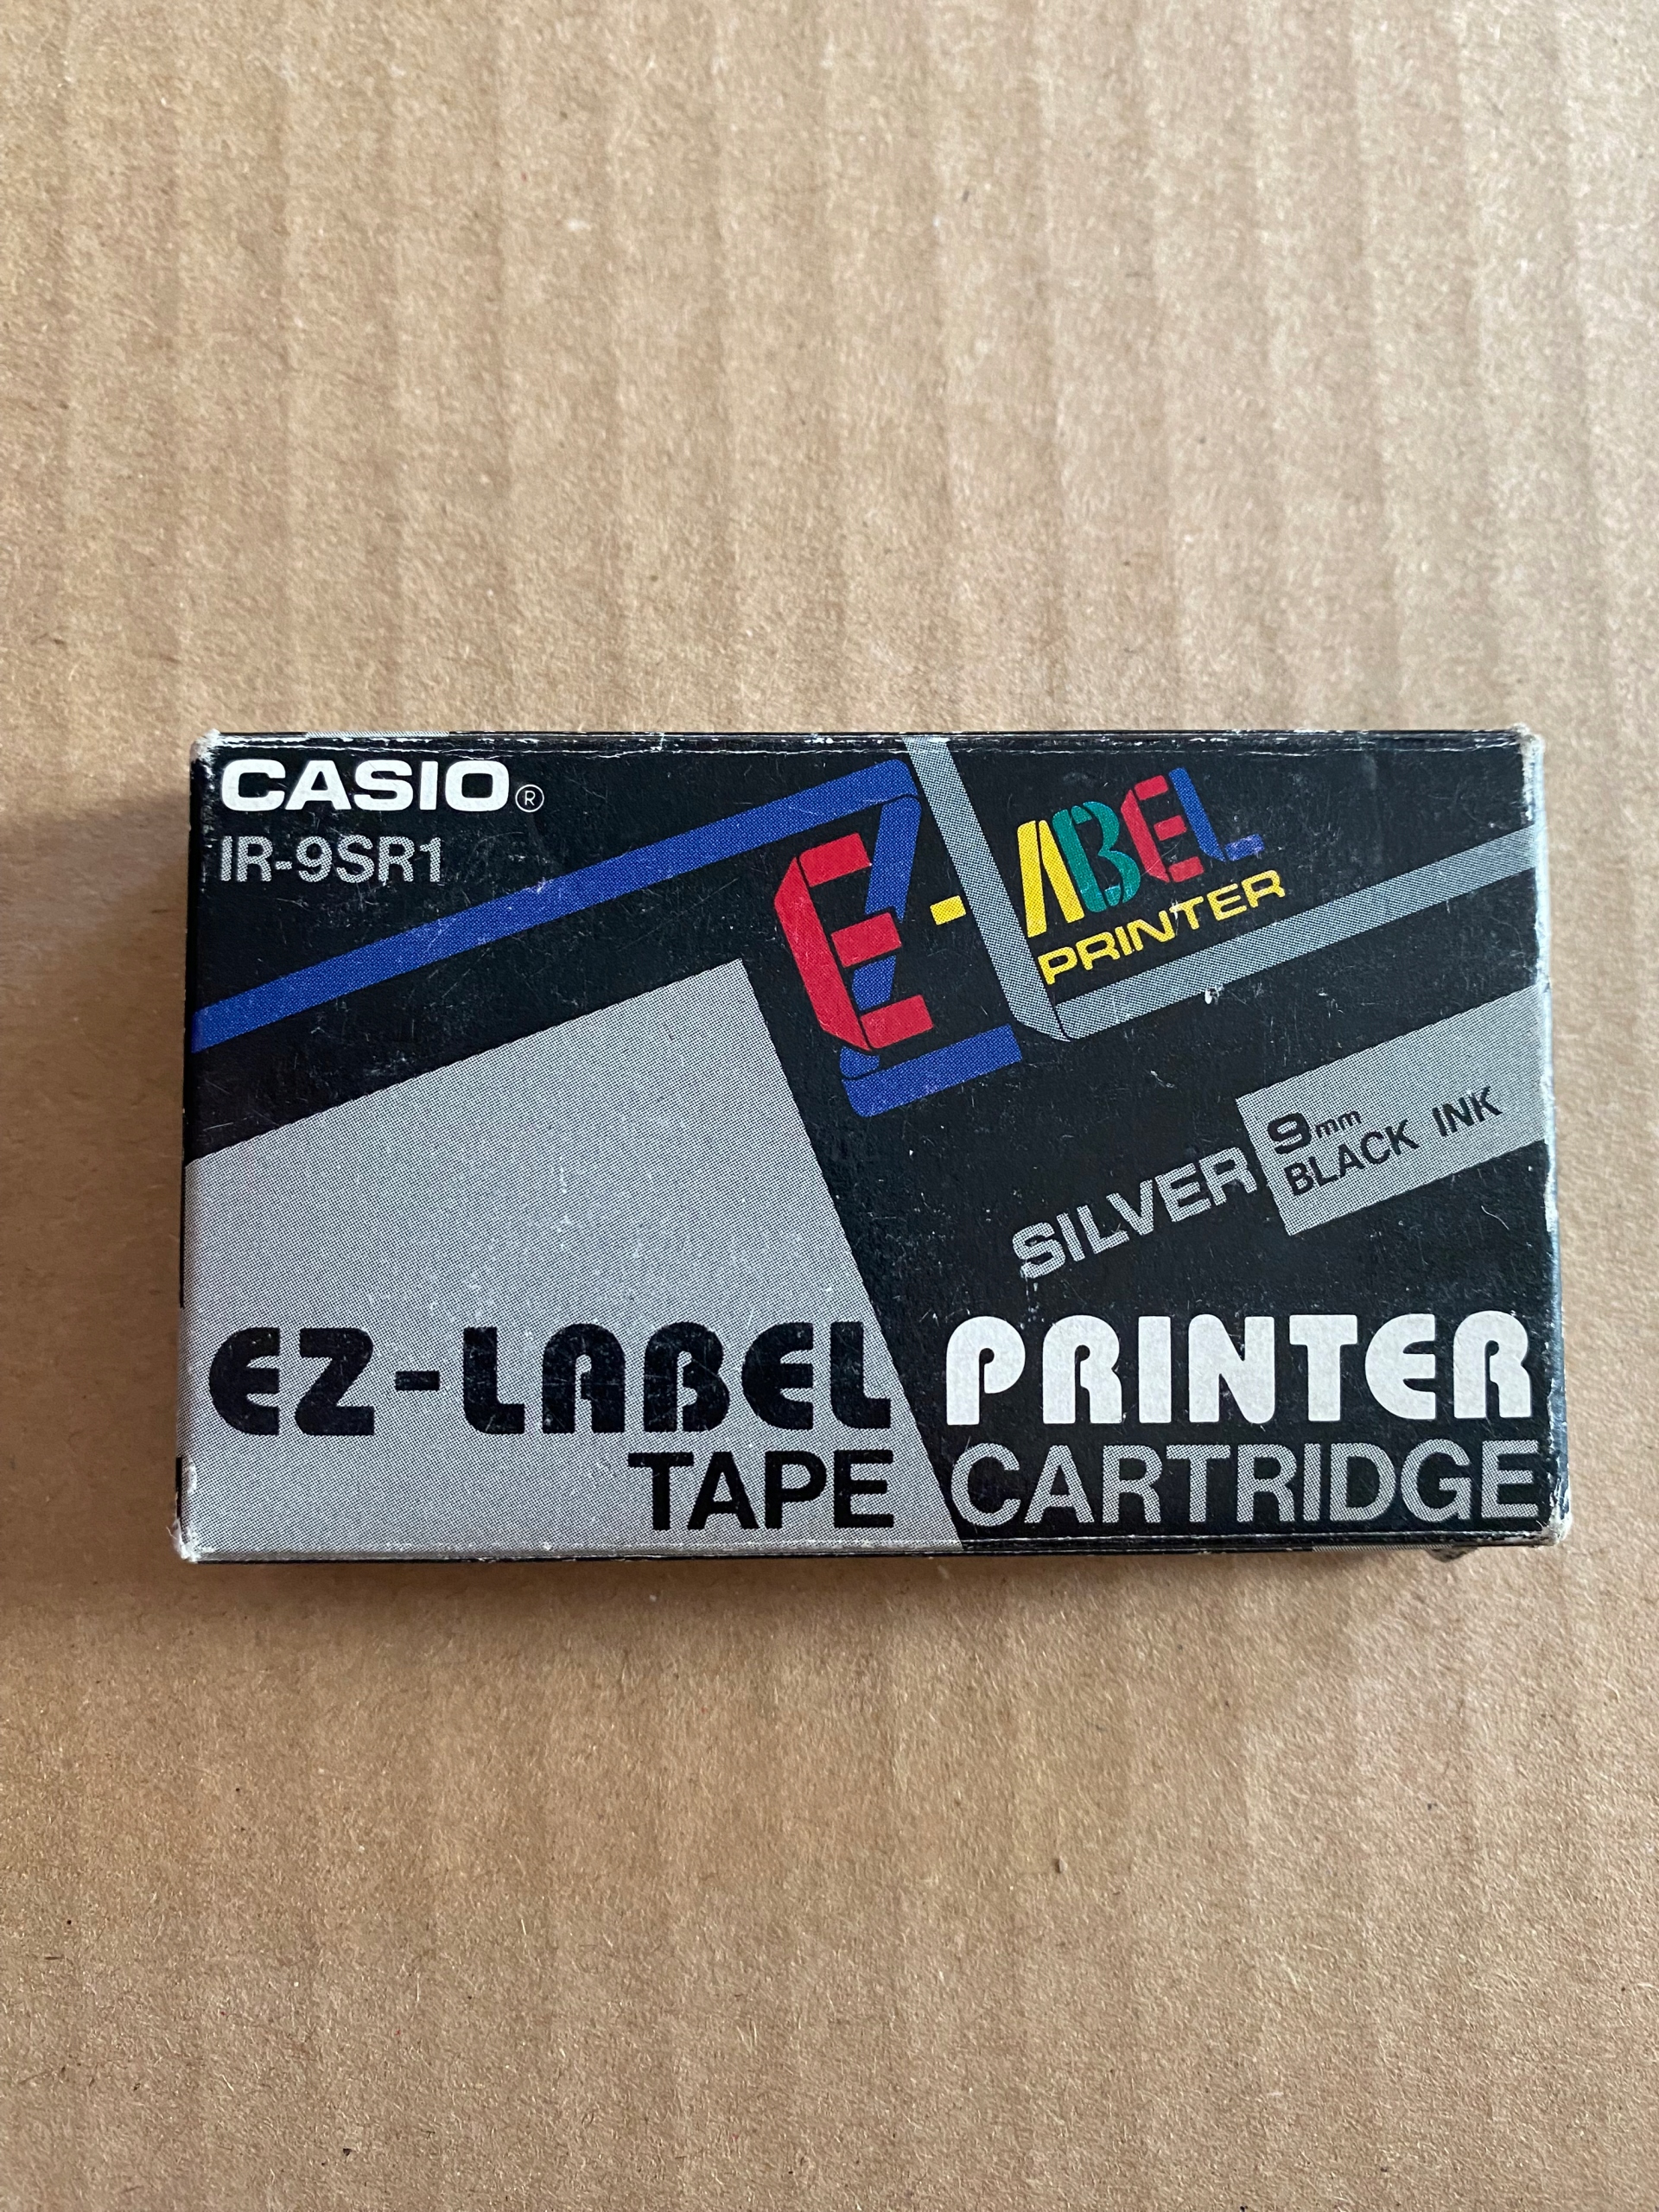 CASIO®
IR-9SR1
EZ-LABEL
PRINTER
SILVER 9mm
BLACK INK
EZ-LABEL PRINTER
TAPE CARTRIDGE